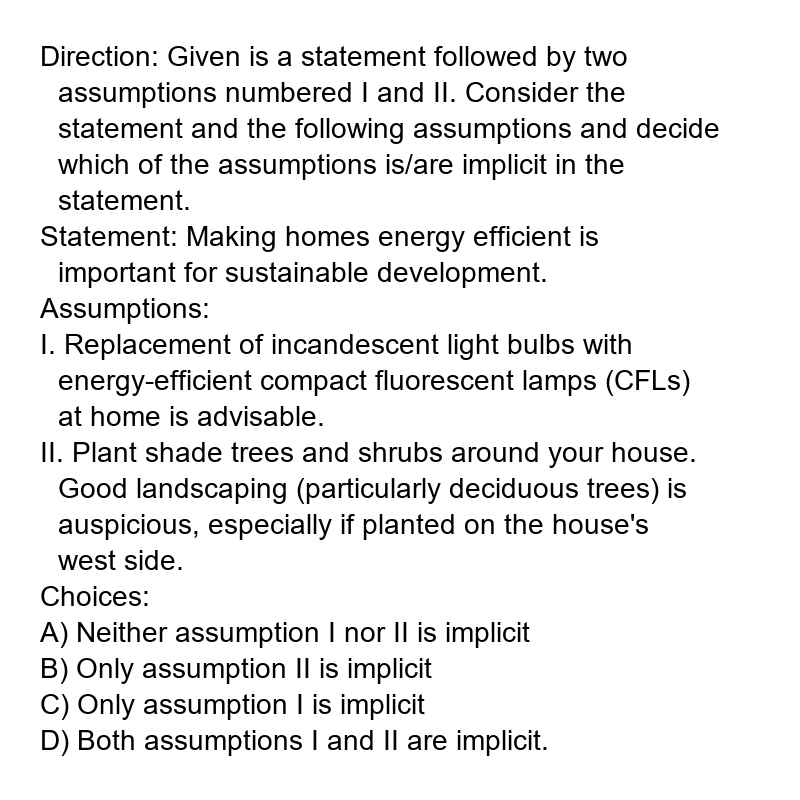 Direction: Given is a statement followed by two
assumptions numbered I and II. Consider the
statement and the following assumptions and decide
which of the assumptions is/are implicit in the
statement.
Statement: Making homes energy efficient is
important for sustainable development.
Assumptions:
I. Replacement of incandescent light bulbs with
energy-efficient compact fluorescent lamps (CFLs)
at home is advisable.
II. Plant shade trees and shrubs around your house.
Good landscaping (particularly deciduous trees) is
auspicious, especially if planted on the house's
west side.
Choices:
A) Neither assumption I nor II is implicit
B) Only assumption II is implicit
C) Only assumption I is implicit
D) Both assumptions I and II are implicit.